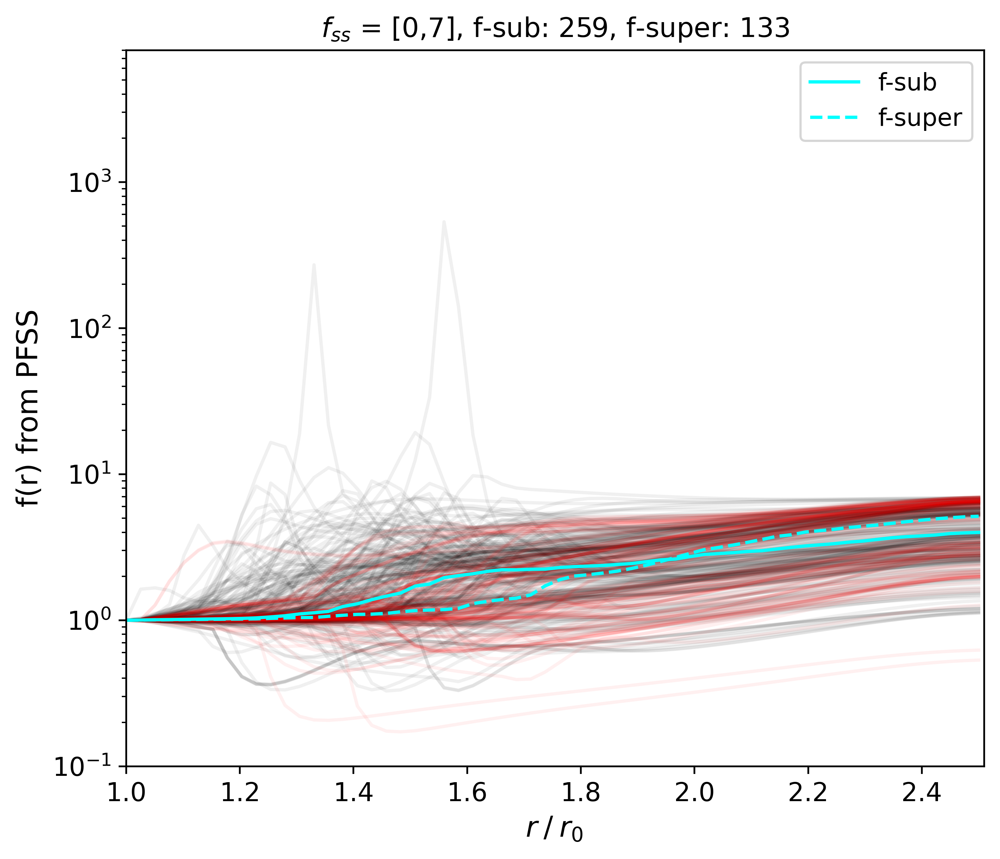 f_ss = [0,7], f-sub: 259, f-super: 133
f-sub
f-super
f(r) from PFSS
10^3
10^2
10^1
10^0
10^−1
1.0 1.2 1.4 1.6 1.8 2.0 2.2 2.4
r / r_0